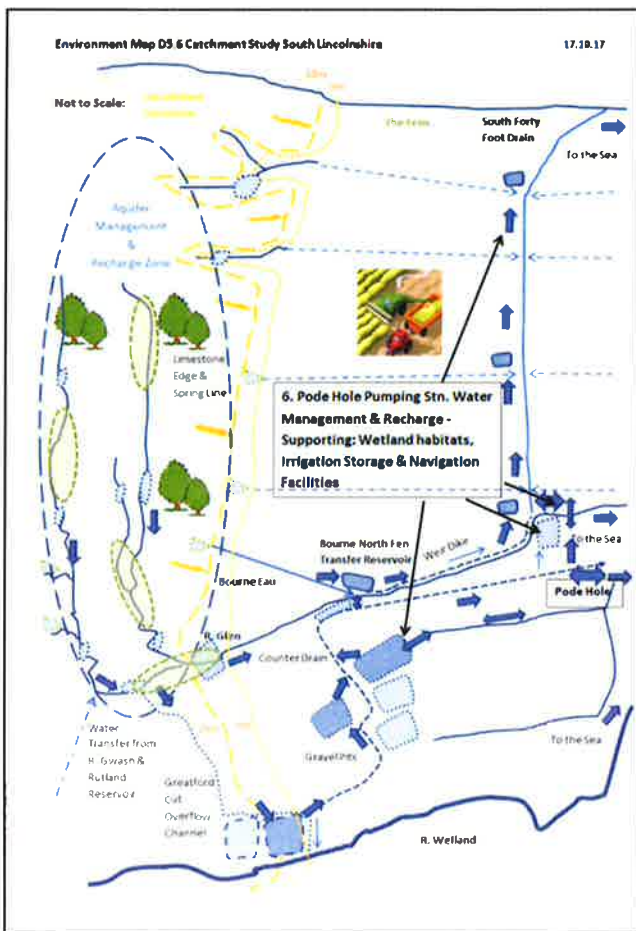 Environment Map D5.6 Catchment Study South Lincolnshire
17.10.17
Not to Scale:
The Fens
South Forty
Foot Drain
To the Sea
Aquifer
Management
&
Recharge Zone
Limestone
Edge &
Spring Line
6. Pode Hole Pumping Stn. Water
Management & Recharge -
Supporting: Wetland habitats,
Irrigation Storage & Navigation
Facilities
Bourne North Fen
Transfer Reservoir
Weir Dike
To the Sea
Bourne Eau
Pode Hole
R. Glen
Counter Drain
Gravel Pits
To the Sea
Water
Transfer from
R. Gwash &
Rutland
Reservoir
Greatford
Cut
Overflow
Channel
R. Welland